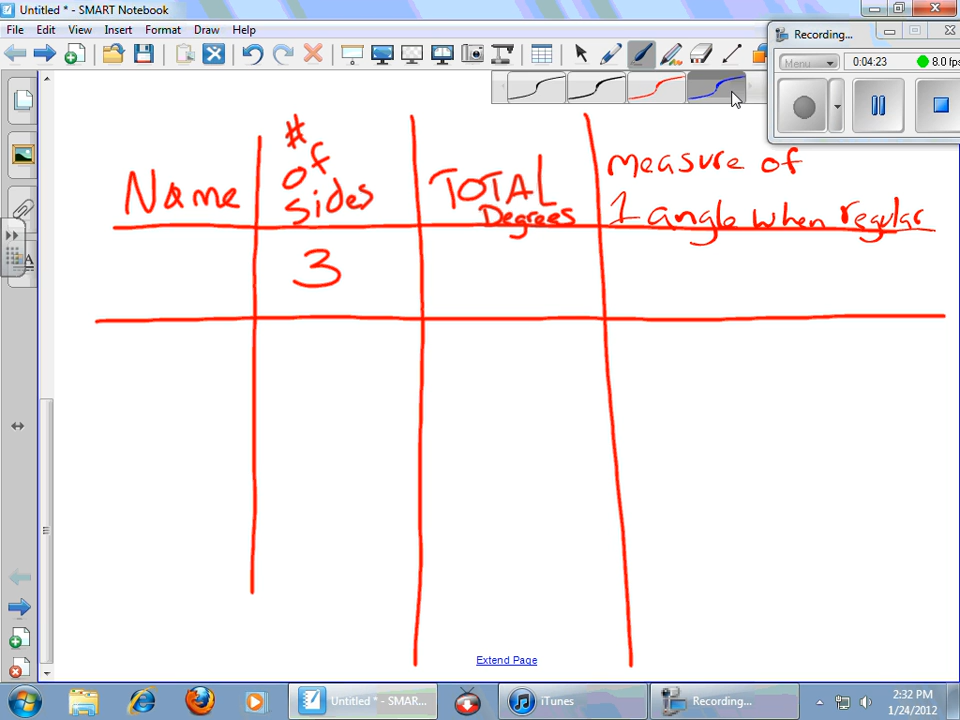 Untitled * - SMART Notebook
File Edit View Insert Format Draw Help
Recording...
Menu
0:04:23
8.0 fps
Name
#
of
sides
TOTAL
Degrees
measure of
1 angle when regular
3
A
Extend Page
Untitled * - SMAR...
iTunes
Recording...
2:32 PM
1/24/2012